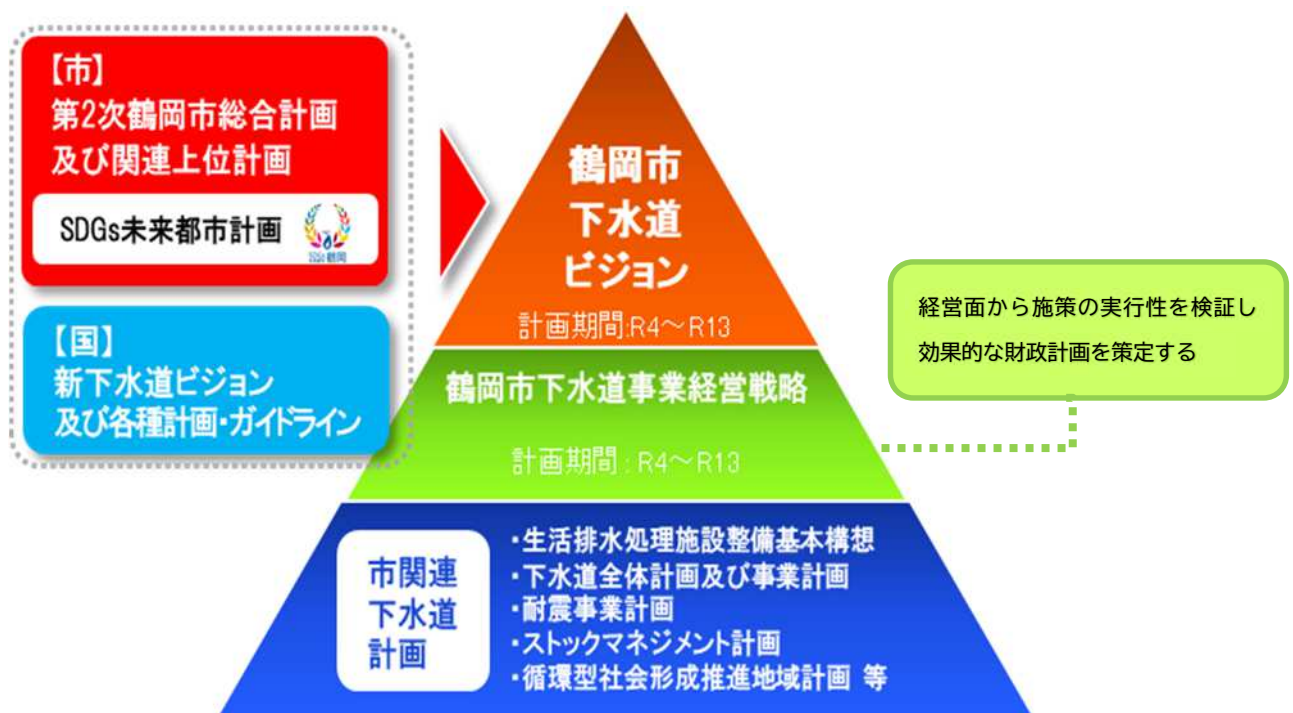 【市】
第2次鶴岡市総合計画
及び関連上位計画
SDGs未来都市計画
【国】
新下水道ビジョン
及び各種計画・ガイドライン
鶴岡市
下水道
ビジョン
計画期間:R4～R13
鶴岡市下水道事業経営戦略
計画期間:R4～R13
経営面から施策の実行性を検証し
効果的な財政計画を策定する
市関連
下水道
計画
・生活排水処理施設整備基本構想
・下水道全体計画及び事業計画
・耐震事業計画
・ストックマネジメント計画
・循環型社会形成推進地域計画 等